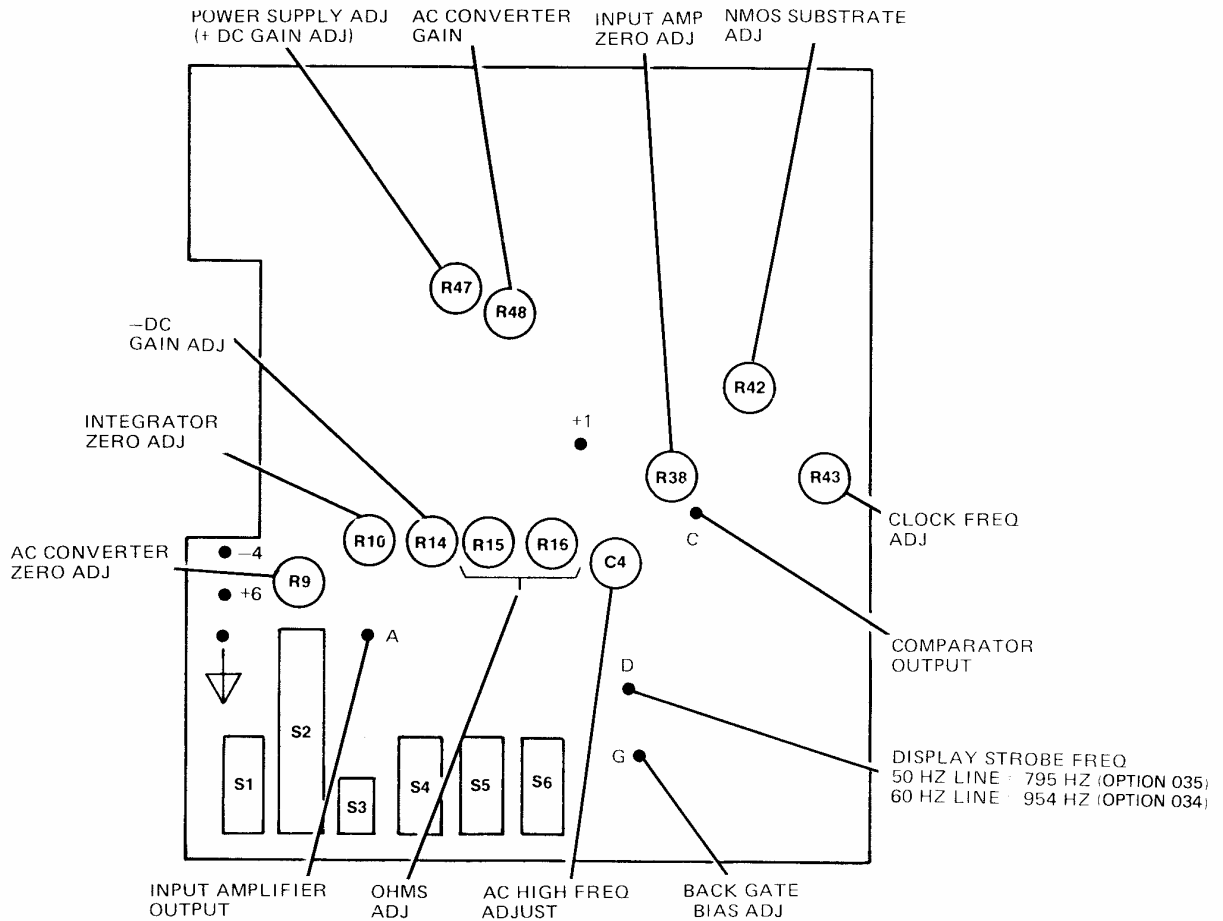 POWER SUPPLY ADJ
(+ DC GAIN ADJ)
AC CONVERTER
GAIN
INPUT AMP
ZERO ADJ
NMOS SUBSTRATE
ADJ
R47
R48
—DC
GAIN ADJ
R42
INTEGRATOR
ZERO ADJ
+1
R38
R43
C
CLOCK FREQ
ADJ
R10
R14
R15
R16
C4
AC CONVERTER
ZERO ADJ
—4
+6
R9
A
COMPARATOR
OUTPUT
D
S1
S2
S3
S4
S5
S6
G
DISPLAY STROBE FREQ
50 HZ LINE : 795 HZ (OPTION 035)
60 HZ LINE : 954 HZ (OPTION 034)
INPUT AMPLIFIER
OUTPUT
OHMS
ADJ
AC HIGH FREQ
ADJUST
BACK GATE
BIAS ADJ